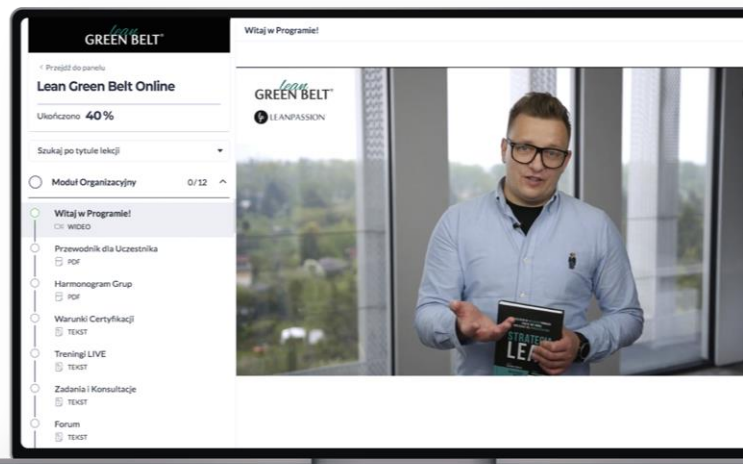 lean
GREEN BELT
Witaj w Programie!
< Przejdź do panelu
Lean Green Belt Online
Ukończono 40 %
Szukaj po tytule lekcji
Moduł Organizacyjny 0/12
Witaj w Programie!
WIDEO
Przewodnik dla Uczestnika
PDF
Harmonogram Grup
PDF
Warunki Certyfikacji
TEKST
Treningi LIVE
TEKST
Zadania i Konsultacje
TEKST
Forum
TEKST
lean
GREEN BELT
LEANPASSION
STRATEGIA